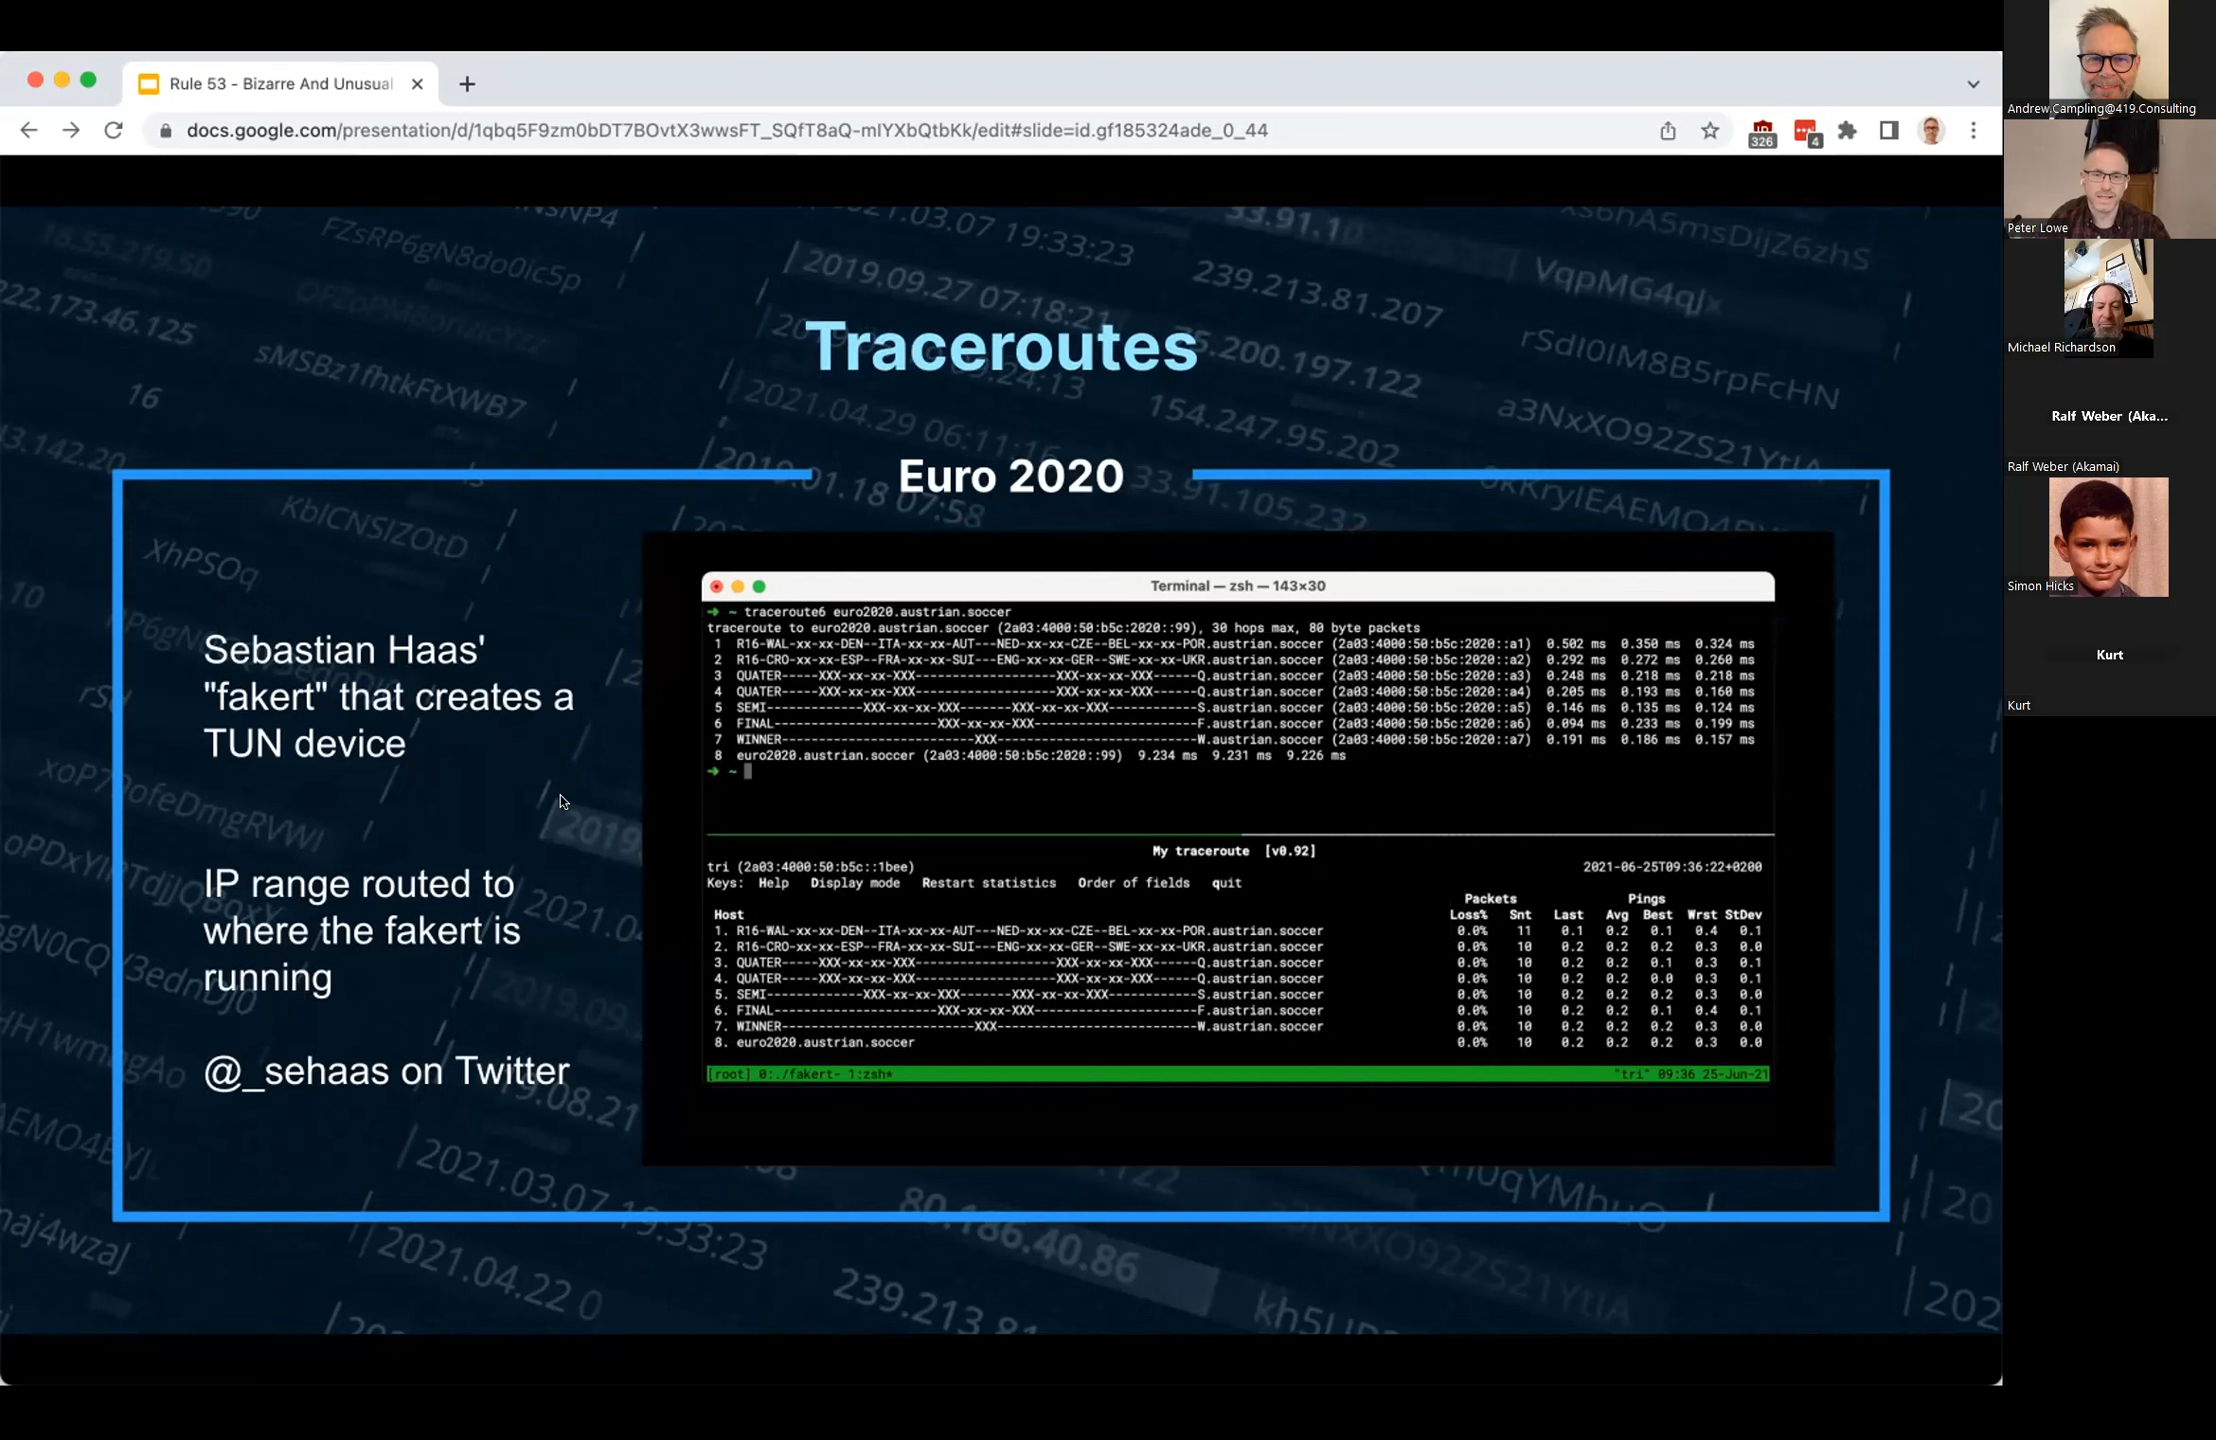 Rule 53 - Bizarre And Unusual
docs.google.com/presentation/d/1qbq5F9zm0bDT7BOvtX3wwsFT_SQfT8aQ-mIYXbQtbKk/edit#slide=id.gf185324ade_0_44
326
4
Traceroutes
Euro 2020
Sebastian Haas'
"fakert" that creates a
TUN device
IP range routed to
where the fakert is
running
@_sehaas on Twitter
Terminal — zsh — 143×30
➜ ~ traceroute6 euro2020.austrian.soccer
traceroute to euro2020.austrian.soccer (2a03:4000:50:b5c:2020::99), 30 hops max, 80 byte packets
1 R16-WAL-xx-xx-DEN--ITA-xx-xx-AUT---NED-xx-xx-CZE--BEL-xx-xx-POR.austrian.soccer (2a03:4000:50:b5c:2020::a1) 0.502 ms 0.350 ms 0.324 ms
2 R16-CRO-xx-xx-ESP--FRA-xx-xx-SUI---ENG-xx-xx-GER--SWE-xx-xx-UKR.austrian.soccer (2a03:4000:50:b5c:2020::a2) 0.292 ms 0.272 ms 0.260 ms
3 QUATER-----XXX-xx-xx-XXX-------------------XXX-xx-xx-XXX------Q.austrian.soccer (2a03:4000:50:b5c:2020::a3) 0.248 ms 0.218 ms 0.218 ms
4 QUATER-----XXX-xx-xx-XXX-------------------XXX-xx-xx-XXX------Q.austrian.soccer (2a03:4000:50:b5c:2020::a4) 0.205 ms 0.193 ms 0.160 ms
5 SEMI-------------XXX-xx-xx-XXX-------XXX-xx-xx-XXX------------S.austrian.soccer (2a03:4000:50:b5c:2020::a5) 0.146 ms 0.135 ms 0.124 ms
6 FINAL----------------------XXX-xx-xx-XXX----------------------F.austrian.soccer (2a03:4000:50:b5c:2020::a6) 0.094 ms 0.233 ms 0.199 ms
7 WINNER--------------------------XXX---------------------------W.austrian.soccer (2a03:4000:50:b5c:2020::a7) 0.191 ms 0.186 ms 0.157 ms
8 euro2020.austrian.soccer (2a03:4000:50:b5c:2020::99) 9.234 ms 9.231 ms 9.226 ms
➜ ~
My traceroute [v0.92]
tri (2a03:4000:50:b5c::1bee) 2021-06-25T09:36:22+0200
Keys: Help Display mode Restart statistics Order of fields quit
Packets Pings
Host Loss% Snt Last Avg Best Wrst StDev
1. R16-WAL-xx-xx-DEN--ITA-xx-xx-AUT---NED-xx-xx-CZE--BEL-xx-xx-POR.austrian.soccer 0.0% 11 0.1 0.2 0.1 0.4 0.1
2. R16-CRO-xx-xx-ESP--FRA-xx-xx-SUI---ENG-xx-xx-GER--SWE-xx-xx-UKR.austrian.soccer 0.0% 10 0.2 0.2 0.2 0.3 0.0
3. QUATER-----XXX-xx-xx-XXX-------------------XXX-xx-xx-XXX------Q.austrian.soccer 0.0% 10 0.2 0.2 0.1 0.3 0.1
4. QUATER-----XXX-xx-xx-XXX-------------------XXX-xx-xx-XXX------Q.austrian.soccer 0.0% 10 0.2 0.2 0.0 0.3 0.1
5. SEMI-------------XXX-xx-xx-XXX-------XXX-xx-xx-XXX------------S.austrian.soccer 0.0% 10 0.2 0.2 0.2 0.3 0.0
6. FINAL----------------------XXX-xx-xx-XXX----------------------F.austrian.soccer 0.0% 10 0.2 0.2 0.1 0.4 0.1
7. WINNER--------------------------XXX---------------------------W.austrian.soccer 0.0% 10 0.2 0.2 0.2 0.3 0.0
8. euro2020.austrian.soccer 0.0% 10 0.2 0.2 0.2 0.3 0.0
[root] 0:./fakert- 1:zsh* "tri" 09:36 25-Jun-21
Andrew.Campling@419.Consulting
Peter Lowe
Michael Richardson
Ralf Weber (Aka...
Ralf Weber (Akamai)
Simon Hicks
Kurt
Kurt